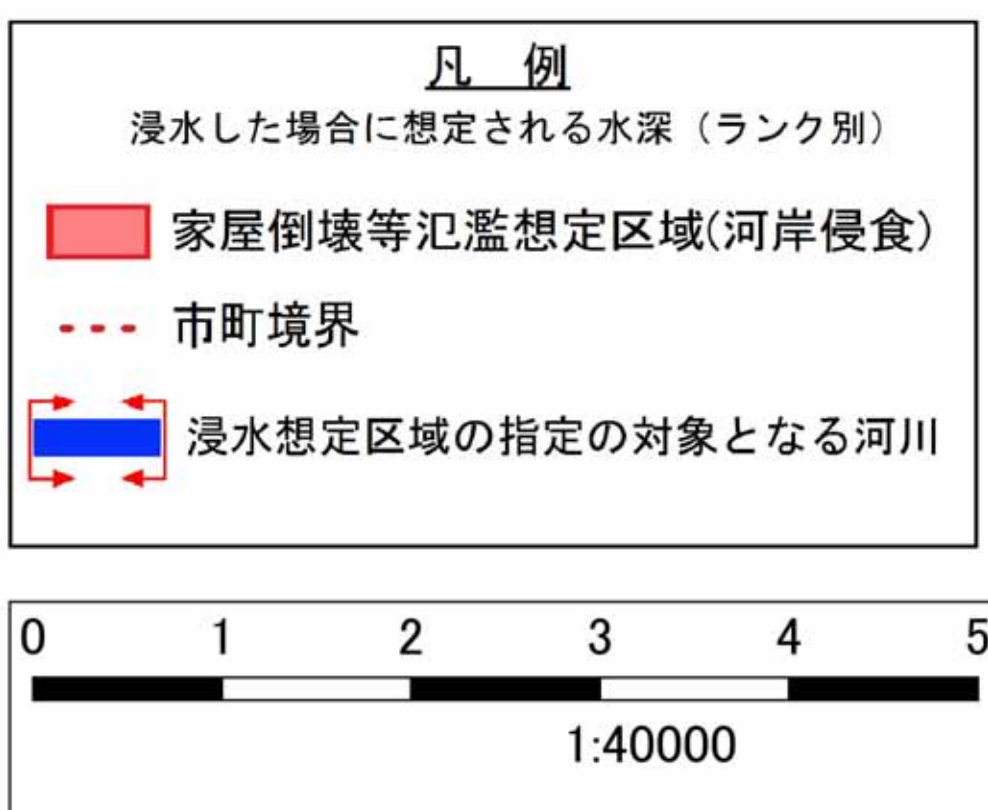 凡 例
浸水した場合に想定される水深（ランク別）
家屋倒壊等氾濫想定区域(河岸侵食)
市町境界
浸水想定区域の指定の対象となる河川
0 1 2 3 4 5
1:40000